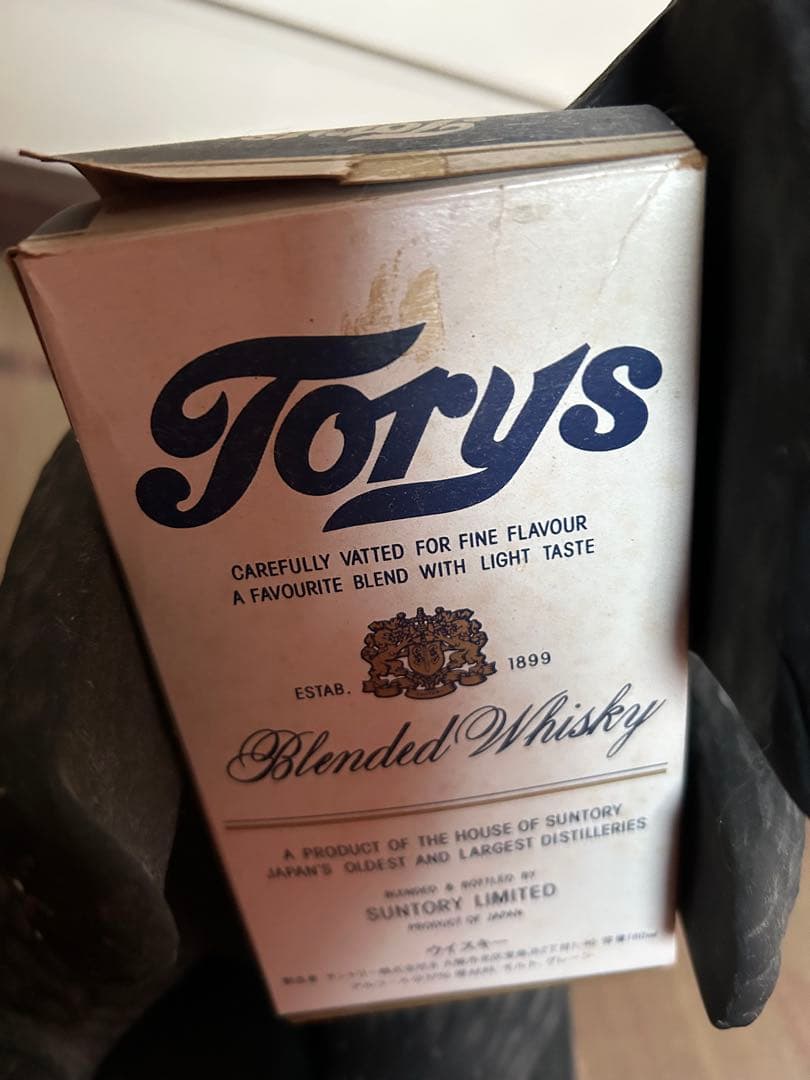 Torys
CAREFULLY VATTED FOR FINE FLAVOUR
A FAVOURITE BLEND WITH LIGHT TASTE
ESTAB. 1899
Blended Whisky
A PRODUCT OF THE HOUSE OF SUNTORY
JAPAN'S OLDEST AND LARGEST DISTILLERIES
BLENDED & BOTTLED BY
SUNTORY LIMITED
PRODUCT OF JAPAN
ウイスキー